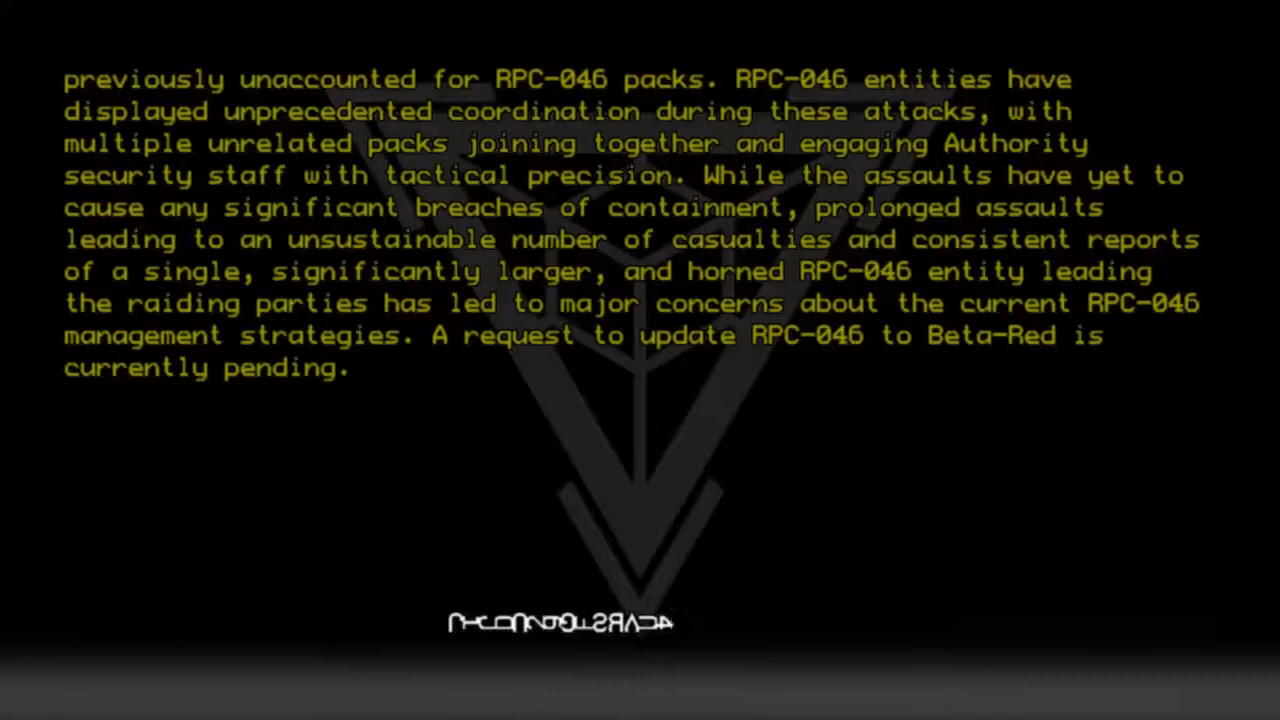 previously unaccounted for RPC-046 packs. RPC-046 entities have
displayed unprecedented coordination during these attacks, with
multiple unrelated packs joining together and engaging Authority
security staff with tactical precision. While the assaults have yet to
cause any significant breaches of containment, prolonged assaults
leading to an unsustainable number of casualties and consistent reports
of a single, significantly larger, and horned RPC-046 entity leading
the raiding parties has led to major concerns about the current RPC-046
management strategies. A request to update RPC-046 to Beta-Red is
currently pending.